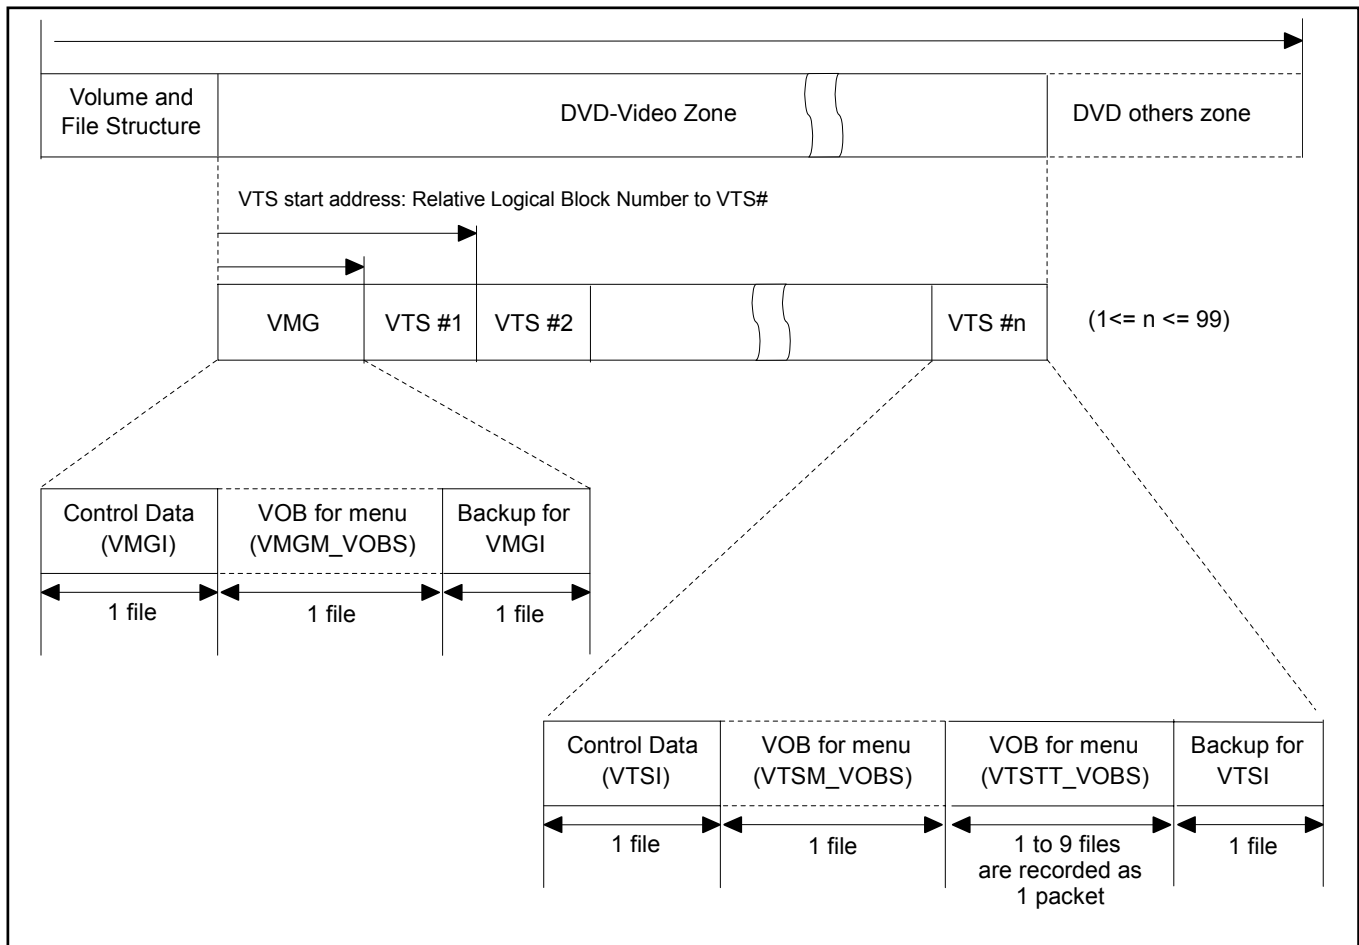 Volume and
File Structure
DVD-Video Zone
DVD others zone
VTS start address: Relative Logical Block Number to VTS#
VMG
VTS #1
VTS #2
VTS #n
(1<= n <= 99)
Control Data
(VMGI)
VOB for menu
(VMGM_VOBS)
Backup for
VMGI
1 file
1 file
1 file
Control Data
(VTSI)
VOB for menu
(VTSM_VOBS)
VOB for menu
(VTSTT_VOBS)
Backup for
VTSI
1 file
1 file
1 to 9 files
are recorded as
1 packet
1 file